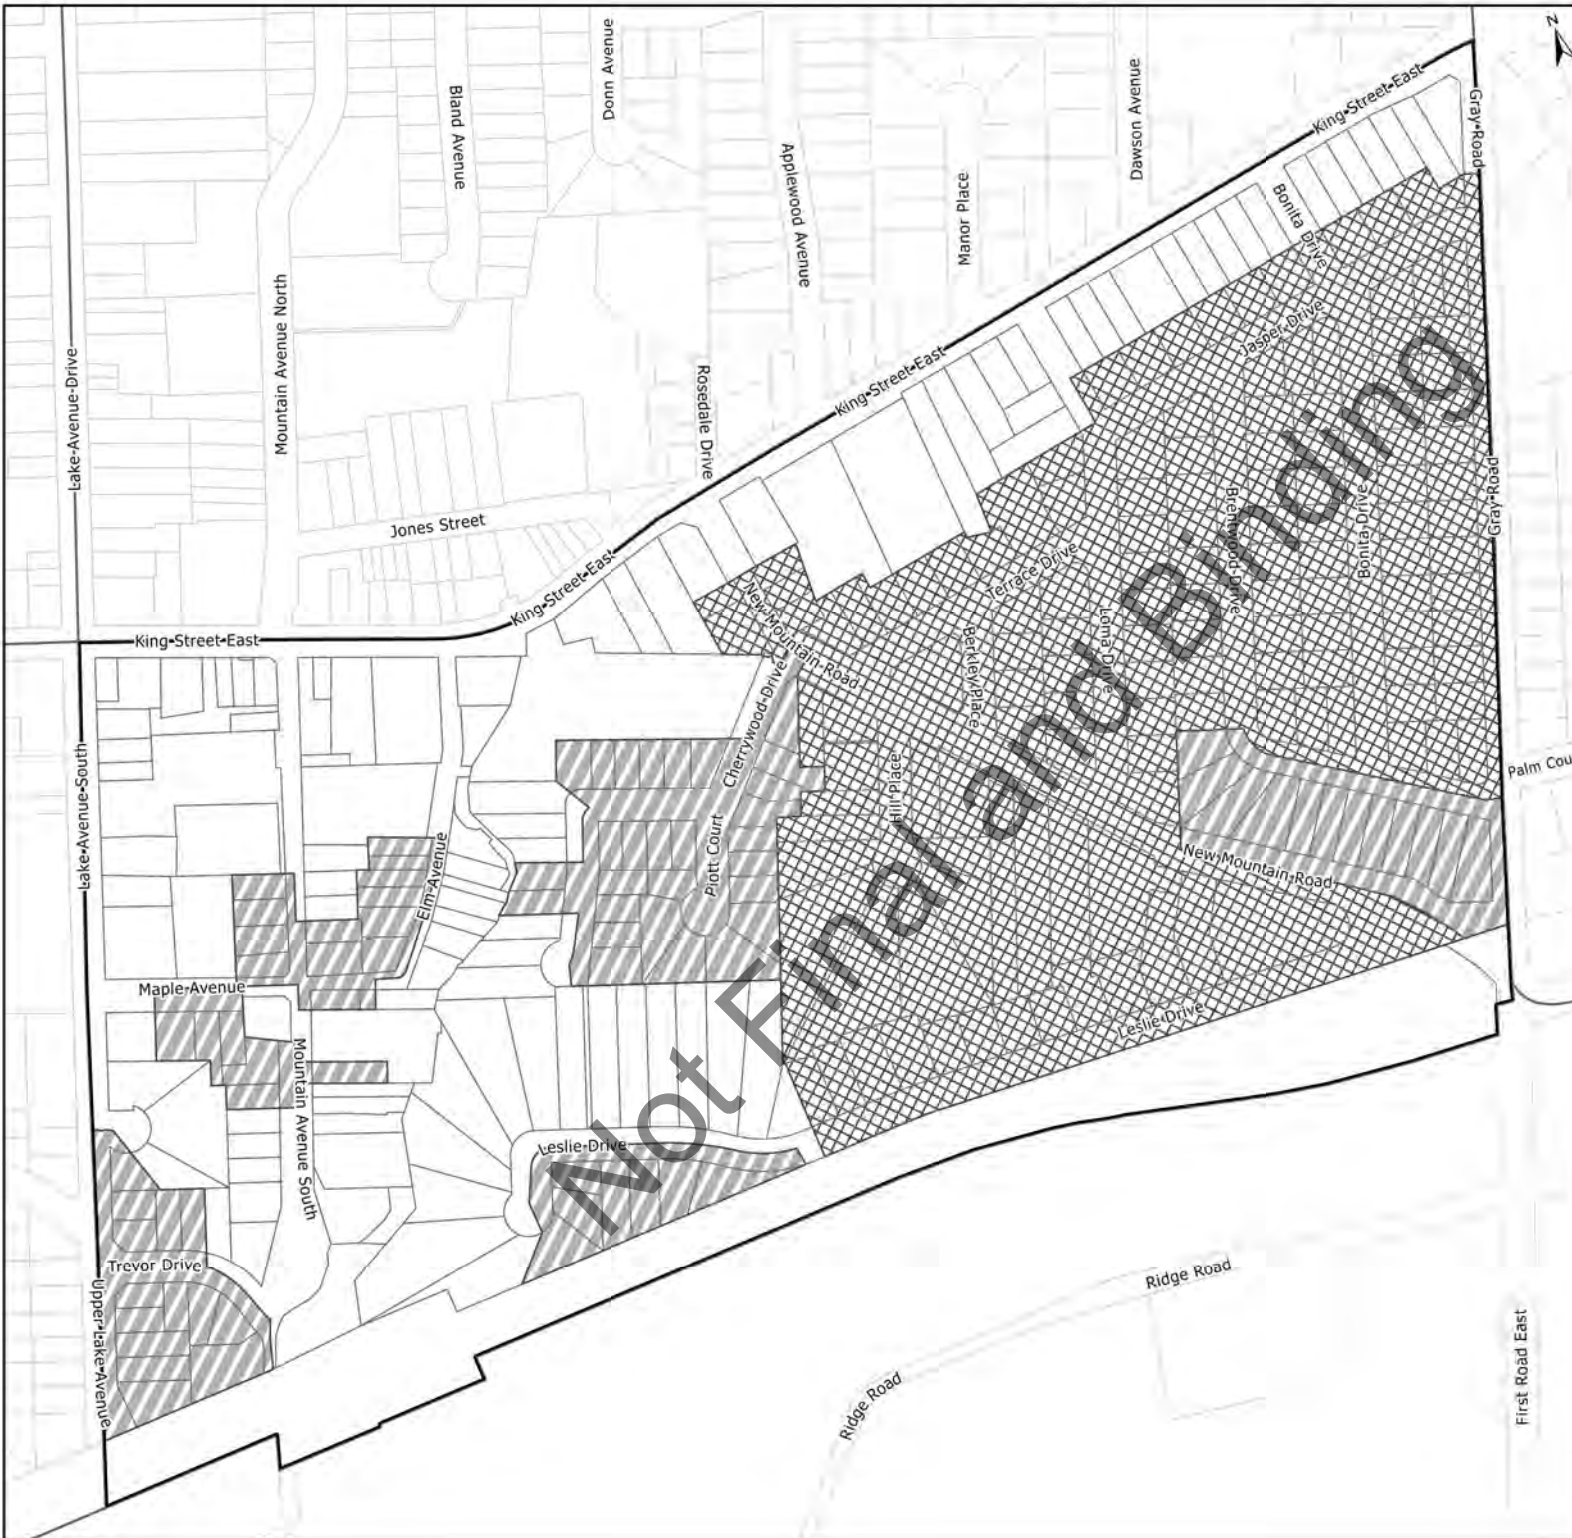 Z
Donn Avenue
Bland Avenue
Dawson Avenue
King Street East
Gray Road
Applewood Avenue
Manor Place
Bonita Drive
Mountain Avenue North
Jasper Drive
Lake Avenue Drive
King Street East
Rosedale Drive
Jones Street
Gray Road
Brentwood Drive
Bonita Drive
King Street East
New Mountain Road
Terrace Drive
Loma Drive
Berkley Place
King Street East
Cherrywood Drive
Lake Avenue South
Hill Place
Palm Cou
Piott Court
Elm Avenue
New Mountain Road
Maple Avenue
Leslie Drive
Mountain Avenue South
Leslie Drive
Trevor Drive
Upper Lake Avenue
Ridge Road
Ridge Road
First Road East
Not Final and Binding